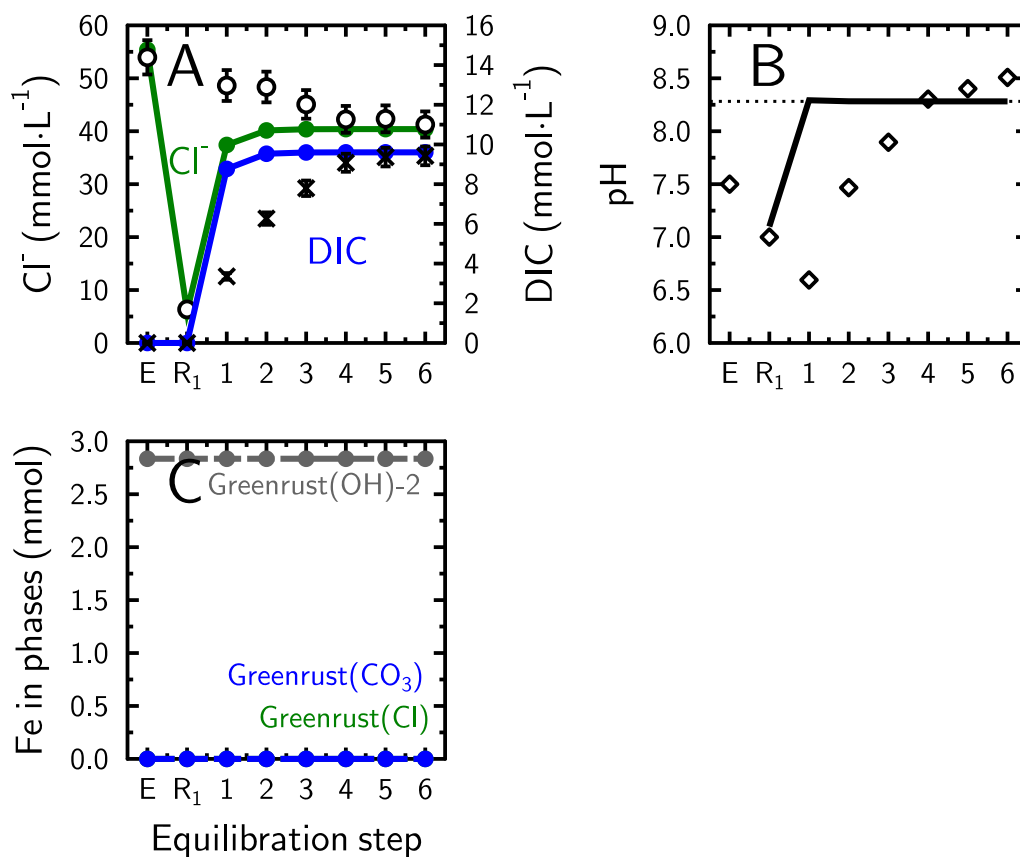 A
Cl⁻ (mmol·L⁻¹)
60
50
40
30
20
10
0
Cl⁻
DIC
16
14
12
10
8
6
4
2
0
DIC (mmol·L⁻¹)
E R₁ 1 2 3 4 5 6
B
pH
9.0
8.5
8.0
7.5
7.0
6.5
6.0
E R₁ 1 2 3 4 5 6
C
Fe in phases (mmol)
3.0
2.5
2.0
1.5
1.0
0.5
0.0
Greenrust(OH)-2
Greenrust(CO₃)
Greenrust(Cl)
E R₁ 1 2 3 4 5 6
Equilibration step